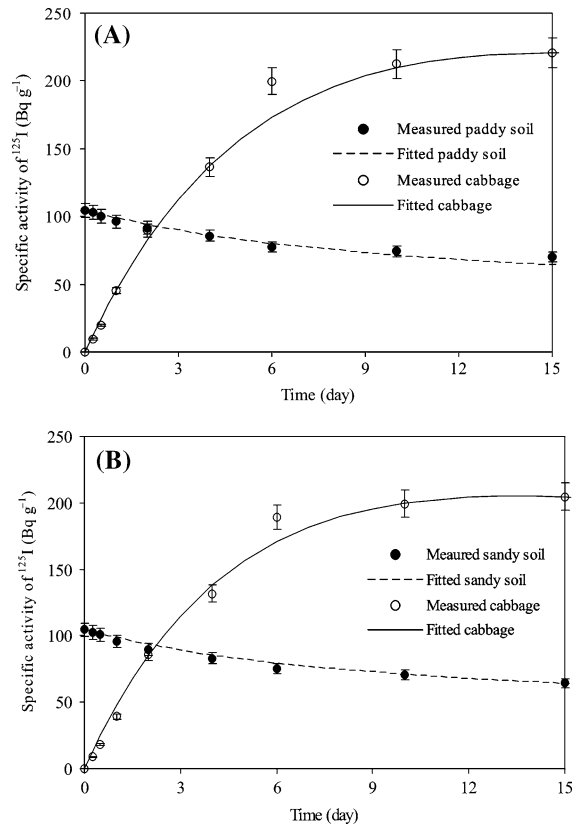 (A)
250
200
150
100
50
0
Specific activity of ¹²⁵I (Bq g⁻¹)
Measured paddy soil
Fitted paddy soil
Measured cabbage
Fitted cabbage
0 3 6 9 12 15
Time (day)
(B)
250
200
150
100
50
0
Specific activity of ¹²⁵I (Bq g⁻¹)
Meaured sandy soil
Fitted sandy soil
Measured cabbage
Fitted cabbage
0 3 6 9 12 15
Time (day)